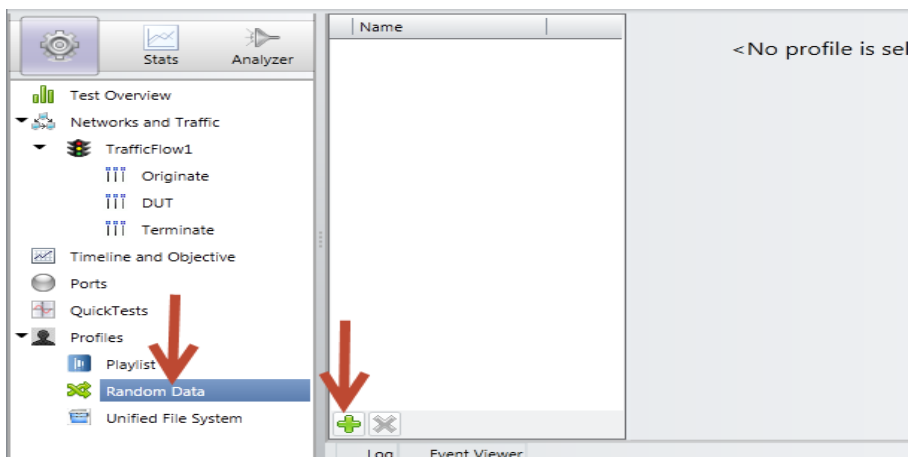 Stats
Analyzer
Test Overview
Networks and Traffic
TrafficFlow1
Originate
DUT
Terminate
Timeline and Objective
Ports
QuickTests
Profiles
Playlist
Random Data
Unified File System
Name
<No profile is sel
Log Event Viewer